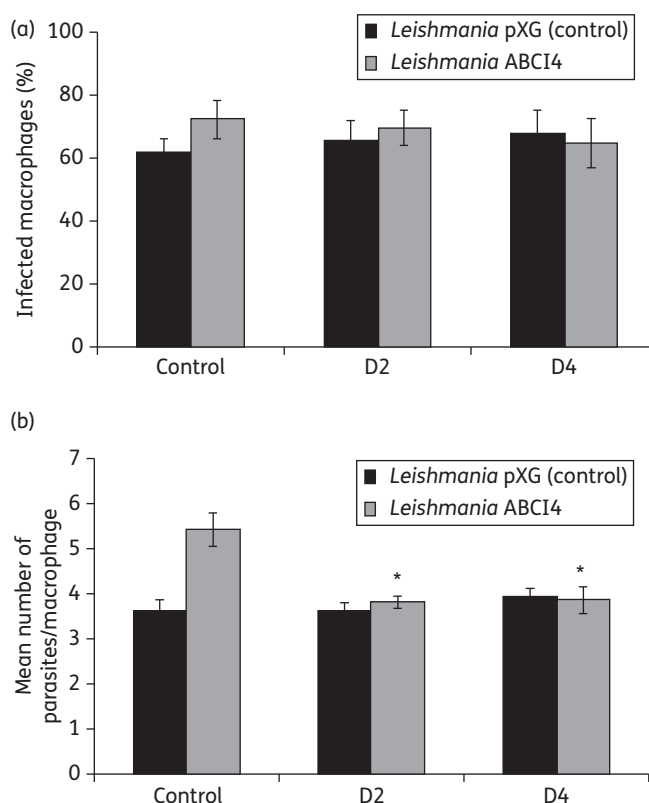 (a)
100
80
60
40
20
0
Infected macrophages (%)
Leishmania pXG (control)
Leishmania ABCI4
Control D2 D4
(b)
7
6
5
4
3
2
1
0
Mean number of
parasites/macrophage
Leishmania pXG (control)
Leishmania ABCI4
* *
Control D2 D4